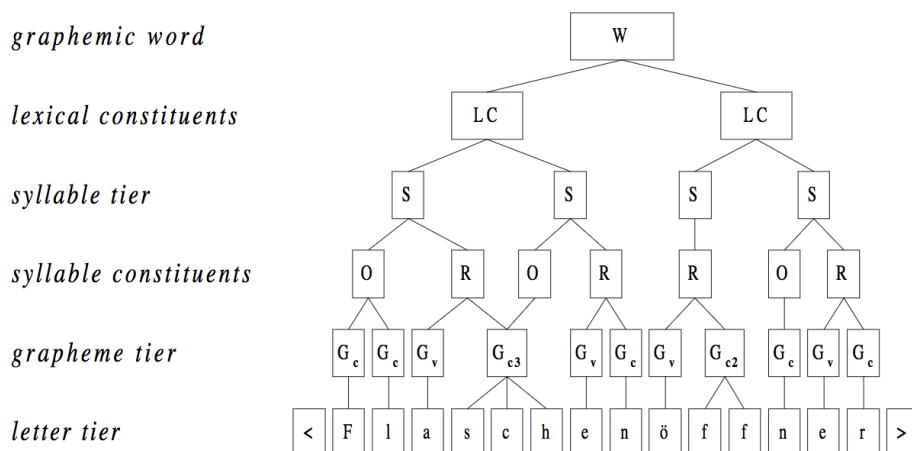 graphemic word W
lexical constituents LC LC
syllable tier S S S S
syllable constituents O R O R R O R
grapheme tier Gc Gc Gv Gc3 Gv Gc Gv Gc2 Gc Gv Gc
letter tier < F l a s c h e n ö f f n e r >